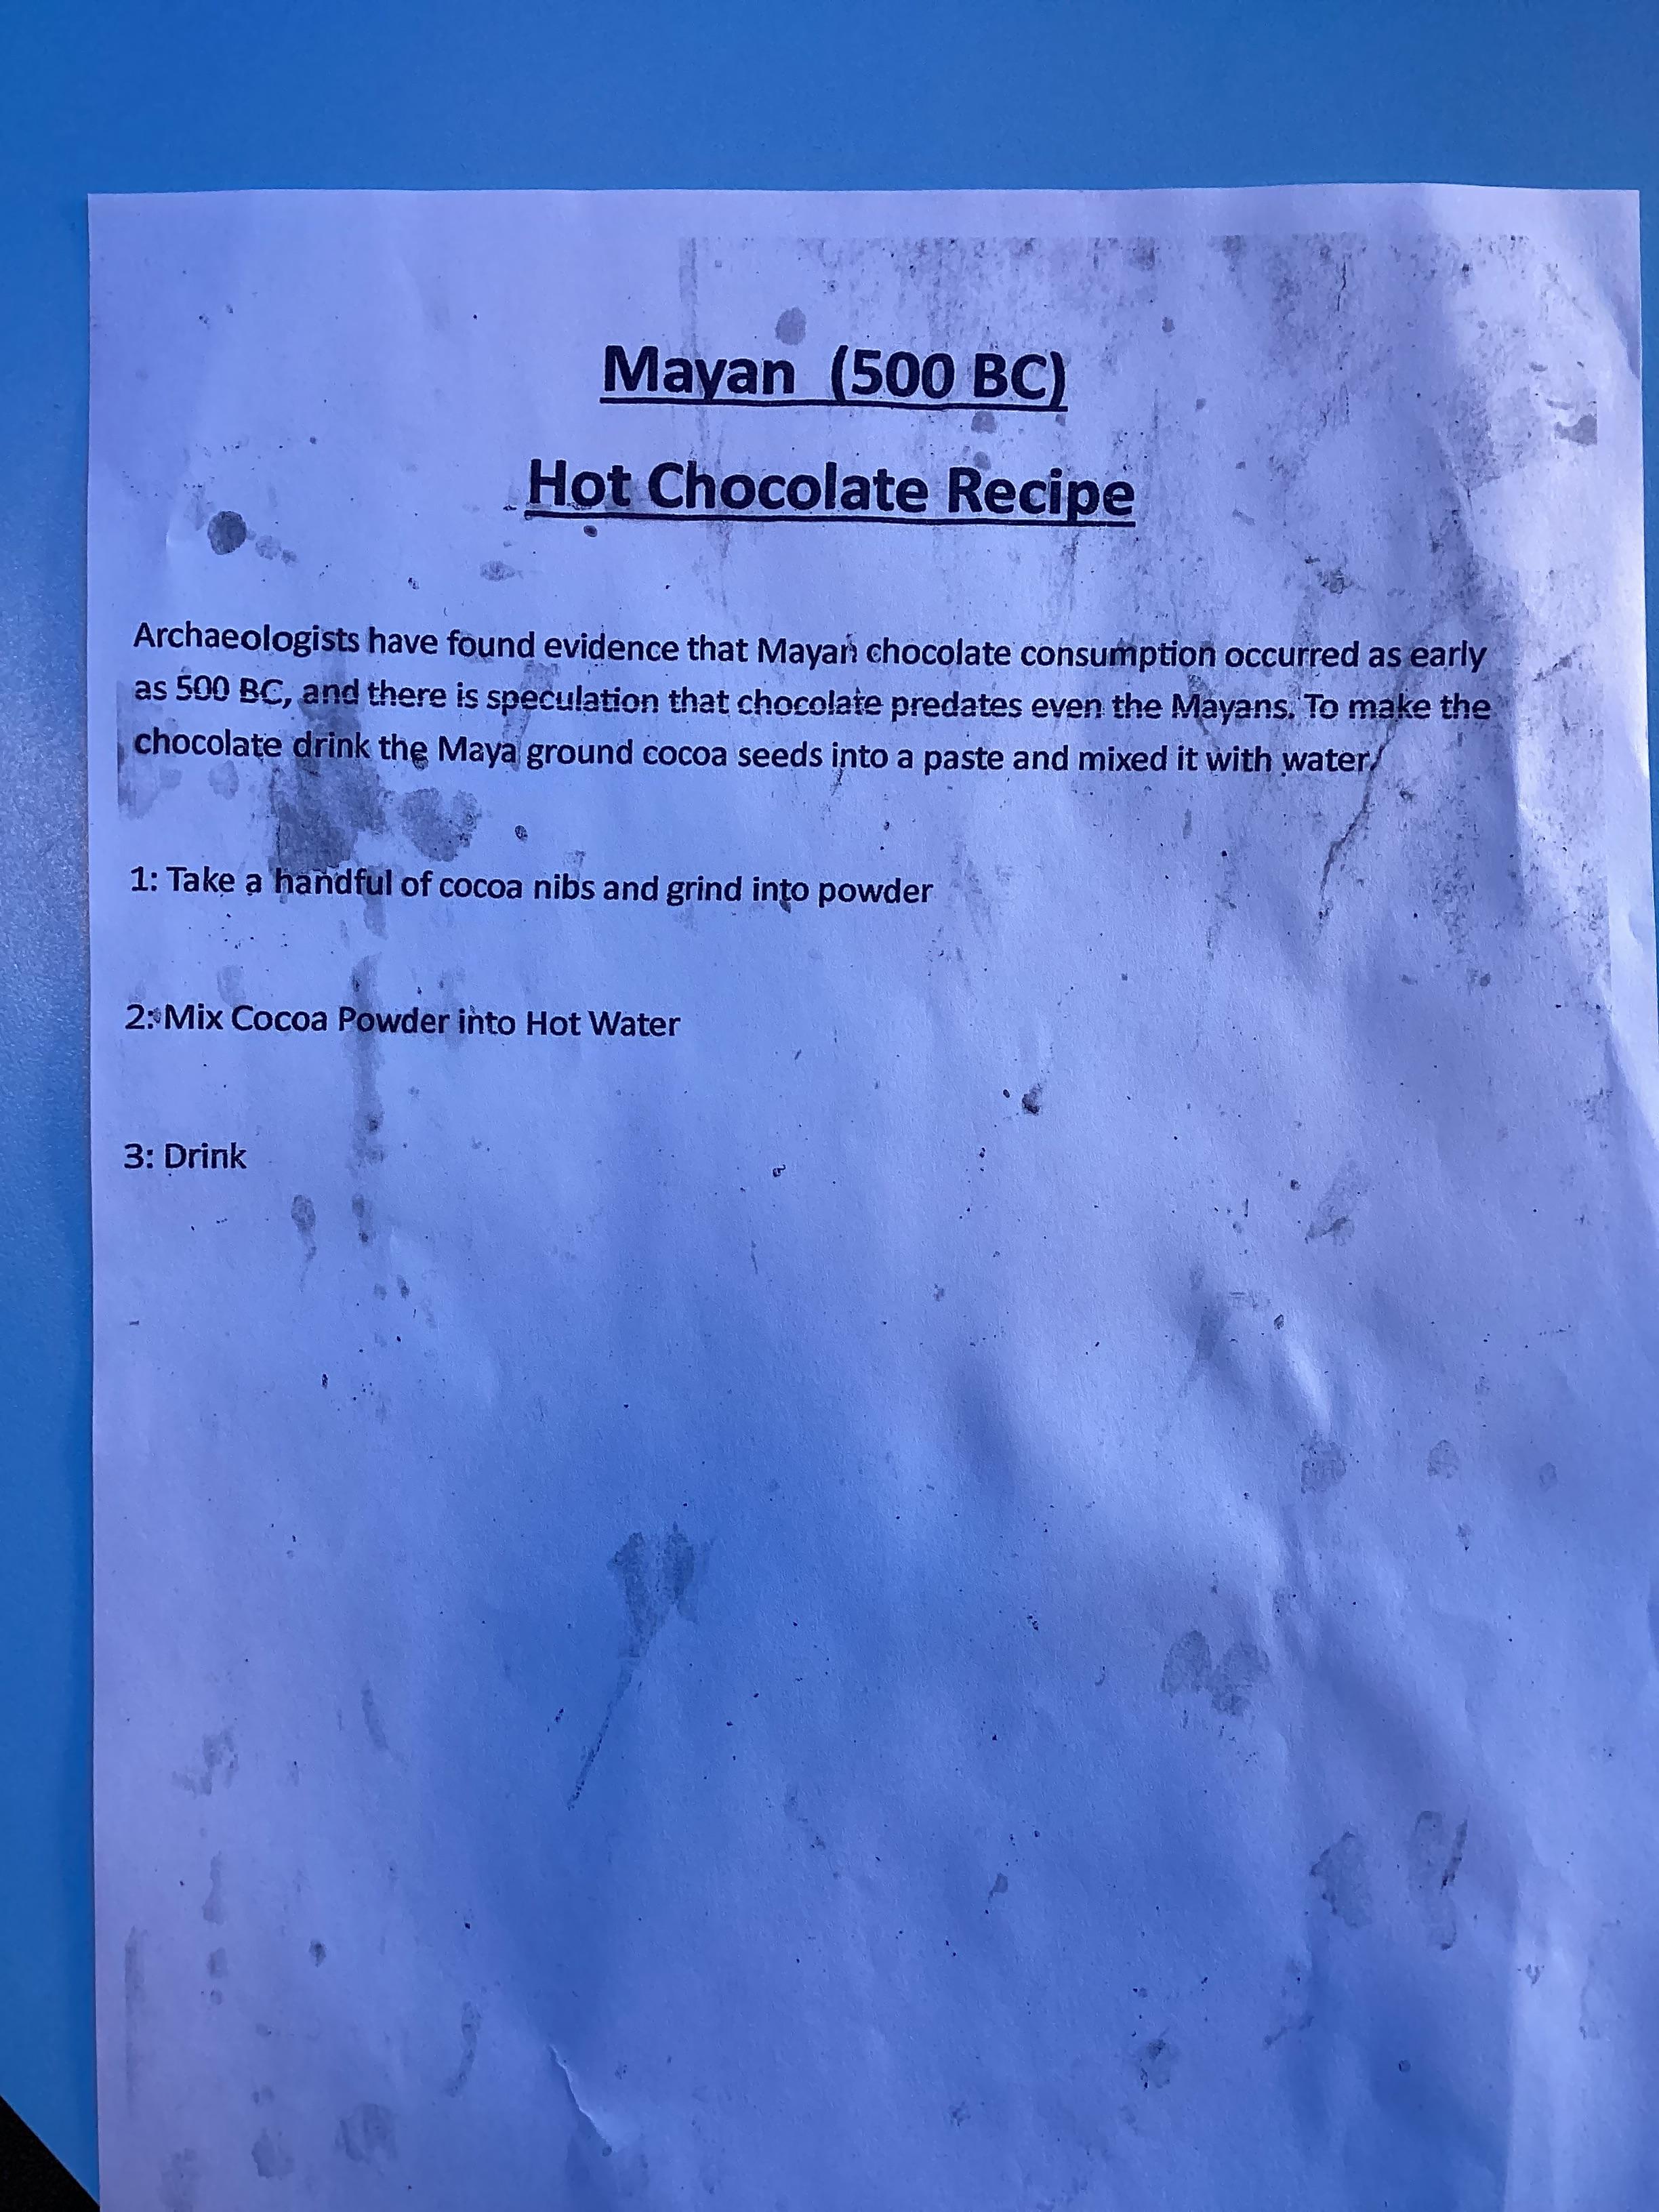 Mayan (500 BC)
Hot Chocolate Recipe
Archaeologists have found evidence that Mayan chocolate consumption occurred as early
as 500 BC, and there is speculation that chocolate predates even the Mayans. To make the
chocolate drink the Maya ground cocoa seeds into a paste and mixed it with water.
1: Take a handful of cocoa nibs and grind into powder
2: Mix Cocoa Powder into Hot Water
3: Drink